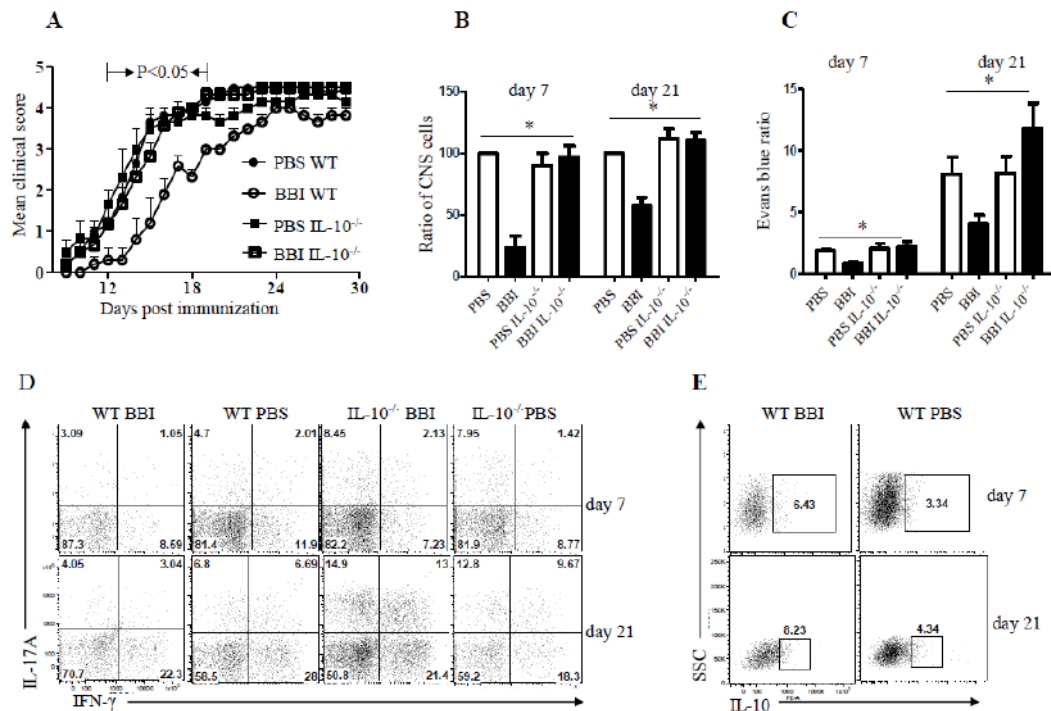 A
B
C
P<0.05
5
4
3
2
1
0
Mean clinical score
12
18
24
30
Days post immunization
PBS WT
BBI WT
PBS IL-10-/-
BBI IL-10-/-
day 7
day 21
*
*
150
100
50
0
Ratio of CNS cells
PBS
BBI
PBS IL-10-/-
BBI IL-10-/-
PBS
BBI
PBS IL-10-/-
BBI IL-10-/-
day 7
day 21
*
*
15
10
5
0
Evans blue ratio
PBS
BBI
PBS IL-10-/-
BBI IL-10-/-
PBS
BBI
PBS IL-10-/-
BBI IL-10-/-
D
WT BBI
WT PBS
IL-10-/- BBI
IL-10-/- PBS
3.09 1.05
4.7 2.01
8.45 2.13
7.95 1.42
87.3 8.59
81.4 11.9
82.2 7.23
81.9 8.77
day 7
4.05 3.04
6.8 6.69
14.9 13
12.8 9.67
70.7 22.3
58.5 28
50.8 21.4
59.2 18.3
day 21
IL-17A
IFN-γ
E
WT BBI
WT PBS
6.43
3.34
day 7
8.23
4.34
day 21
250K
200K
150K
100K
50K
0
SSC
IL-10